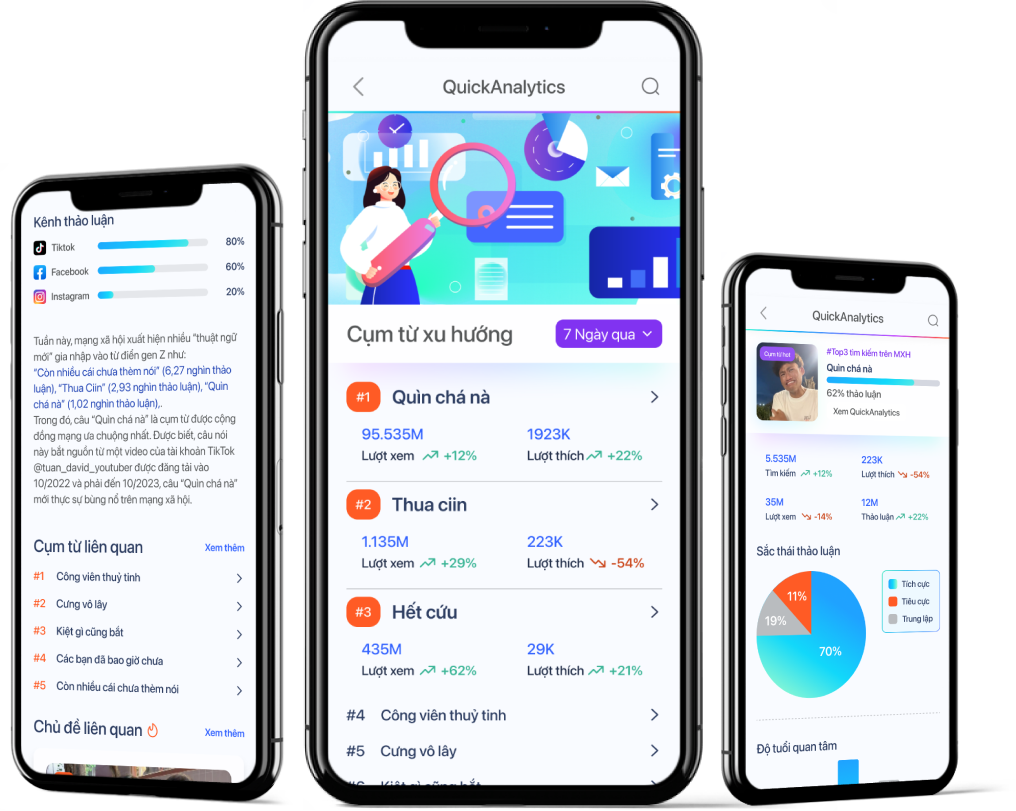 Kênh thảo luận
Tiktok 80%
Facebook 60%
Instagram 20%
Tuần này, mạng xã hội xuất hiện nhiều “thuật ngữ
mới” gia nhập vào từ điển gen Z như:
“Còn nhiều cái chưa thèm nói” (6,27 nghìn thảo
luận), “Thua Ciin” (2,93 nghìn thảo luận), “Quìn
chá nà” (1,02 nghìn thảo luận),.
Trong đó, câu “Quìn chá nà” là cụm từ được cộng
đồng mạng ưa chuộng nhất. Được biết, câu nói
này bắt nguồn từ một video của tài khoản TikTok
@tuan_david_youtuber được đăng tải vào
10/2022 và phải đến 10/2023, câu “Quìn chá nà”
mới thực sự bùng nổ trên mạng xã hội.
Cụm từ liên quan Xem thêm
#1 Công viên thuỷ tinh
#2 Cưng vô lây
#3 Kiệt gì cũng bắt
#4 Các bạn đã bao giờ chưa
#5 Còn nhiều cái chưa thèm nói
Chủ đề liên quan Xem thêm
QuickAnalytics
Cụm từ xu hướng 7 Ngày qua
#1 Quìn chá nà
95.535M 1923K
Lượt xem +12% Lượt thích +22%
#2 Thua ciin
1.135M 223K
Lượt xem +29% Lượt thích -54%
#3 Hết cứu
435M 29K
Lượt xem +62% Lượt thích +21%
#4 Công viên thuỷ tinh
#5 Cưng vô lây
#6 Kiệt gì cũng bắt
QuickAnalytics
Cụm từ hot
#Top3 tìm kiếm trên MXH
Quìn chá nà
62% thảo luận
Xem QuickAnalytics
5.535M 223K
Tìm kiếm +12% Lượt thích -54%
35M 12M
Lượt xem -14% Thảo luận +22%
Sắc thái thảo luận
11%
19%
70%
Tích cực
Tiêu cực
Trung lập
Độ tuổi quan tâm